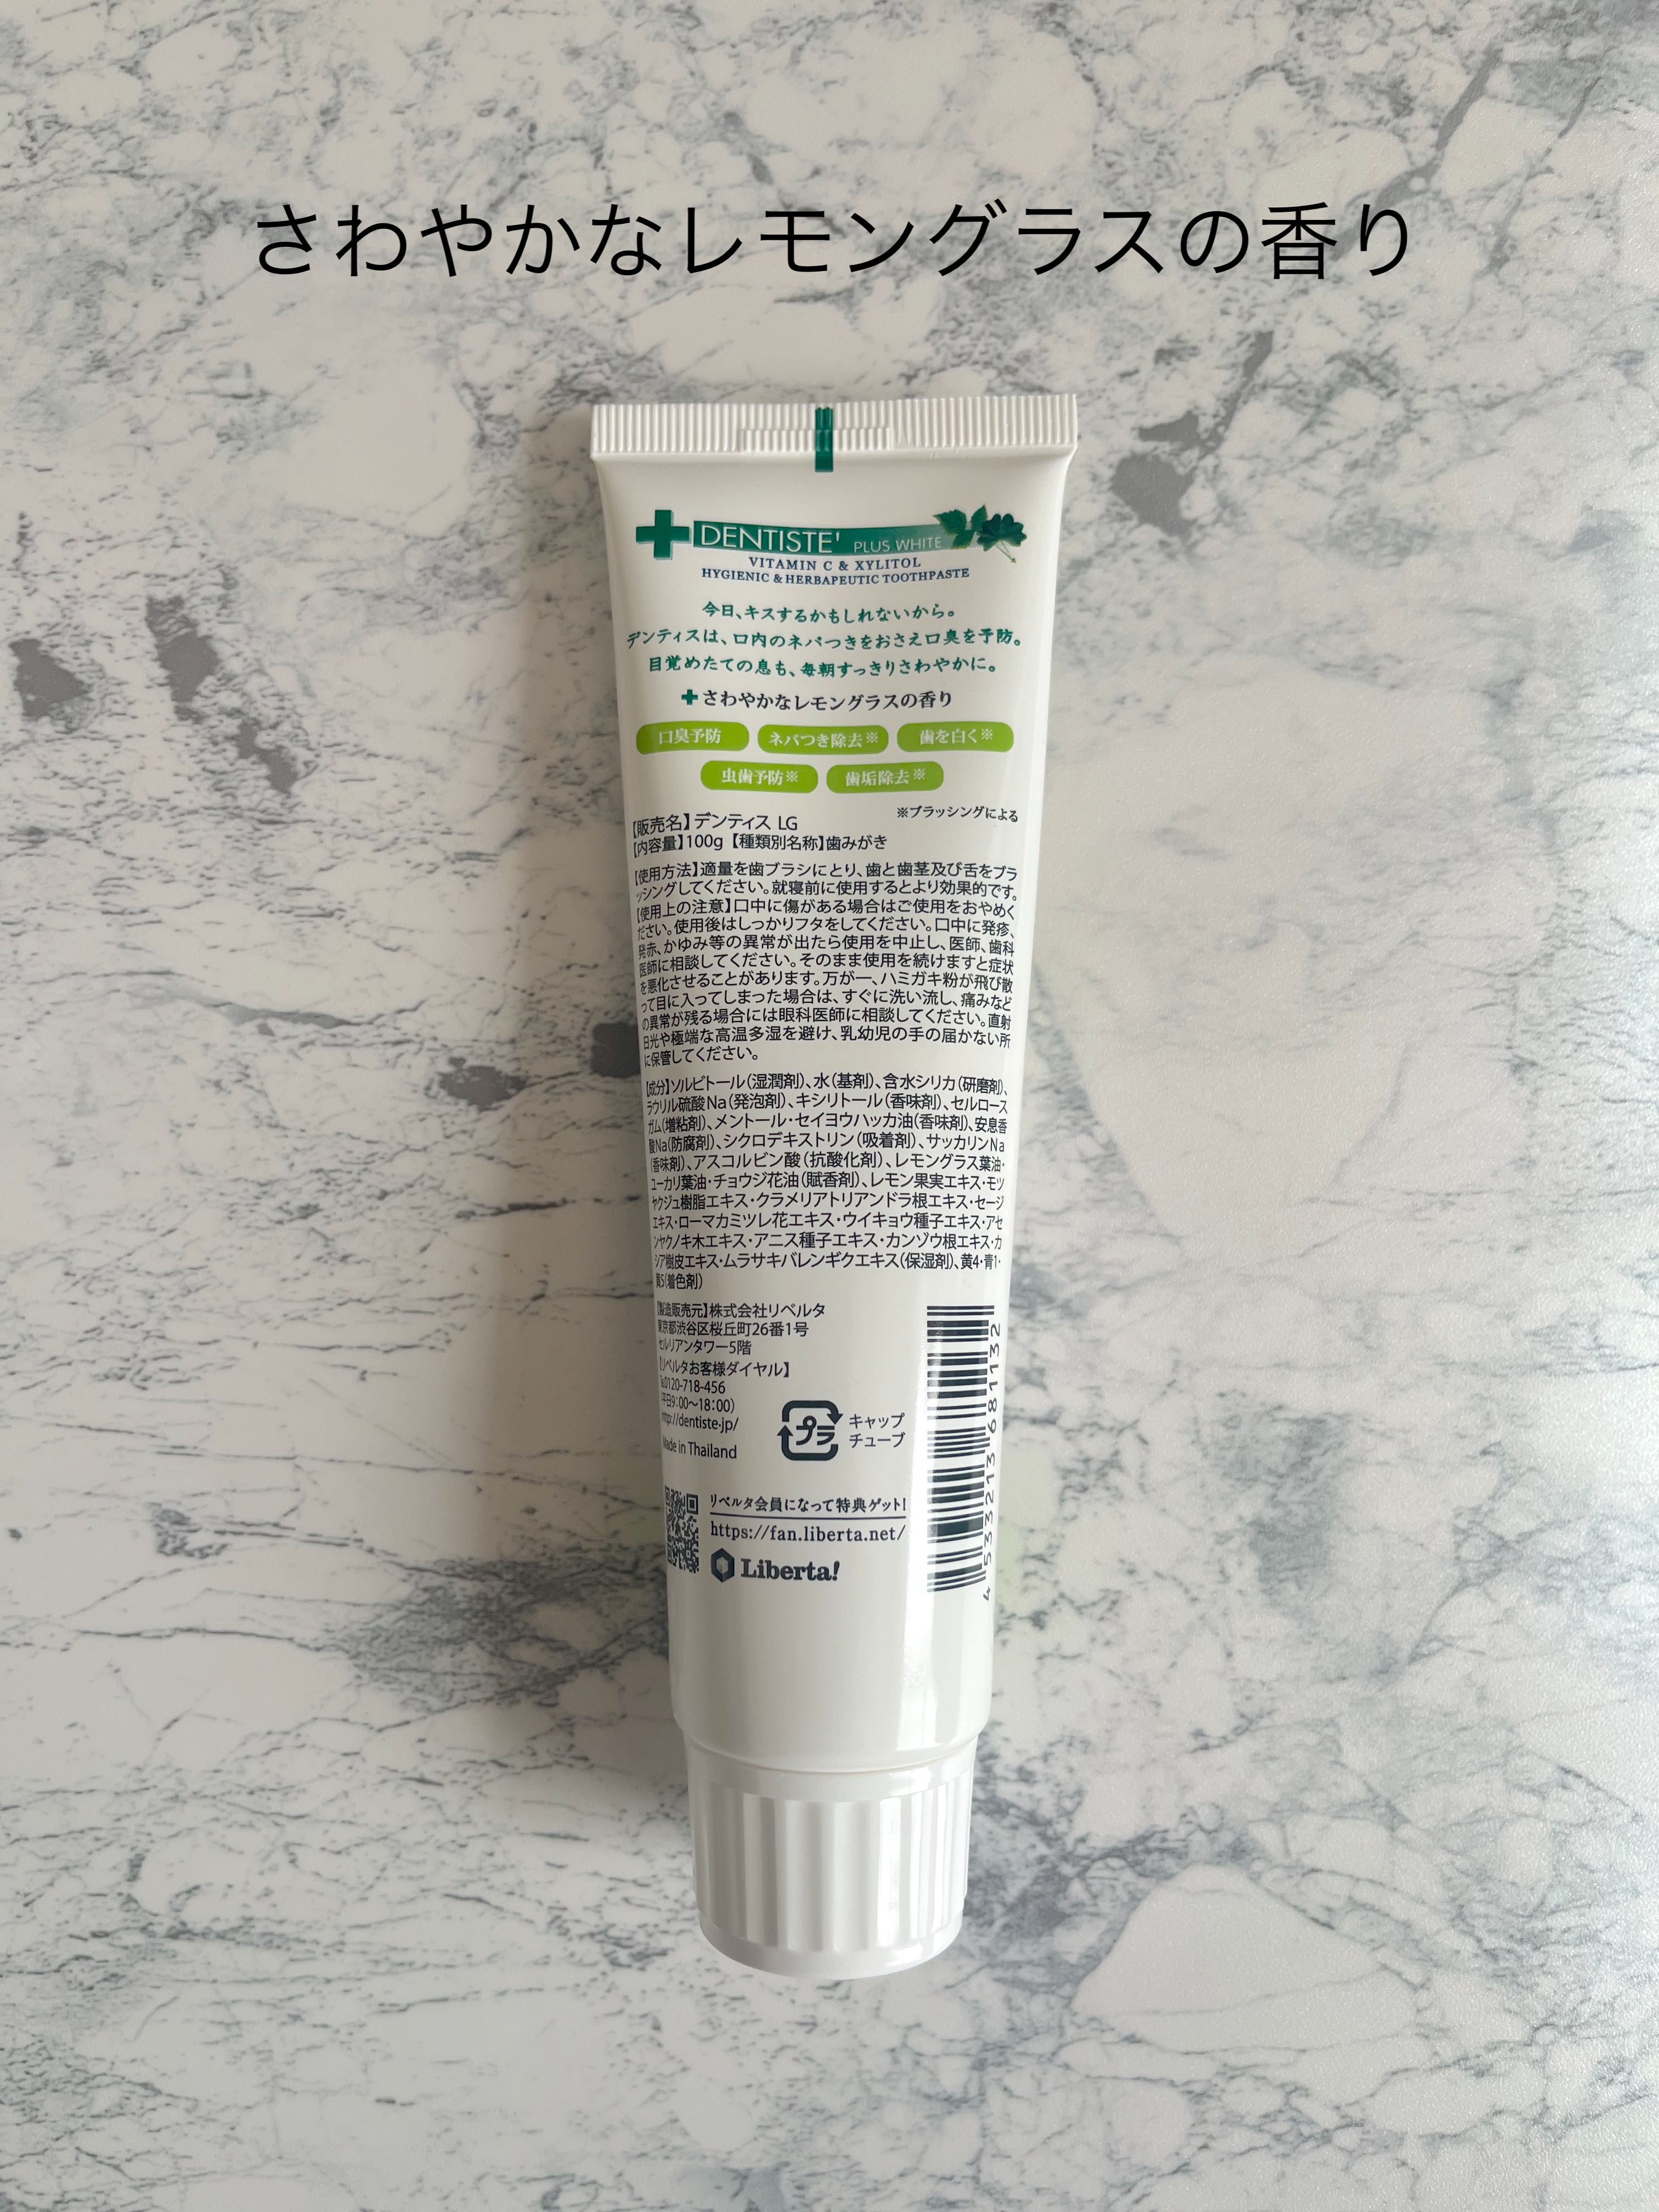 さわやかなレモングラスの香り
DENTISTE' PLUS WHITE
VITAMIN C & XYLITOL
HYGIENIC & HERBAPEUTIC TOOTHPASTE
今日、キスするかもしれないから。
デンティスは、口内のネバつきをおさえ口臭を予防。
目覚めたての息も、毎朝すっきりさわやかに。
さわやかなレモングラスの香り
口臭予防 ネバつき除去※ 歯を白く※
虫歯予防※ 歯垢除去※
※ブラッシングによる
【販売名】デンティス LG
【内容量】100g【種類別名称】歯みがき
【使用方法】適量を歯ブラシにとり、歯と歯茎及び舌をブラ
ッシングしてください。就寝前に使用するとより効果的です。
【使用上の注意】口中に傷がある場合はご使用をおやめく
ださい。使用後はしっかりフタをしてください。口中に発疹、
発赤、かゆみ等の異常が出たら使用を中止し、医師、歯科
医師に相談してください。そのまま使用を続けますと症状
を悪化させることがあります。万が一、ハミガキ粉が飛び散
って目に入ってしまった場合は、すぐに洗い流し、痛みなど
の異常が残る場合には眼科医師に相談してください。直射
日光や極端な高温多湿を避け、乳幼児の手の届かない所
に保管してください。
【成分】ソルビトール(湿潤剤)、水(基剤)、含水シリカ(研磨剤)、
ラウリル硫酸Na(発泡剤)、キシリトール(香味剤)、セルロース
ガム(増粘剤)、メントール・セイヨウハッカ油(香味剤)、安息香
酸Na(防腐剤)、シクロデキストリン(吸着剤)、サッカリンNa
(香味剤)、アスコルビン酸(抗酸化剤)、レモングラス葉油・
ユーカリ葉油・チョウジ花油(賦香剤)、レモン果実エキス・モツ
ヤクジュ樹脂エキス・クラメリアトリアンドラ根エキス・セージ
エキス・ローマカミツレ花エキス・ウイキョウ種子エキス・アセ
ンヤクノキ木エキス・アニス種子エキス・カンゾウ根エキス・カ
シア樹皮エキス・ムラサキバレンギクエキス(保湿剤)、黄4・青1・
黄5(着色剤)
【製造販売元】株式会社リベルタ
東京都渋谷区桜丘町26番1号
セルリアンタワー5階
【リベルタお客様ダイヤル】
℡0120-718-456
(平日9:00〜18:00)
http://dentiste-jp/
Made in Thailand
プラ
キャップ
チューブ
リベルタ会員になって特典ゲット!
https://fan.liberta.net/
Liberta!
4 533213 681132